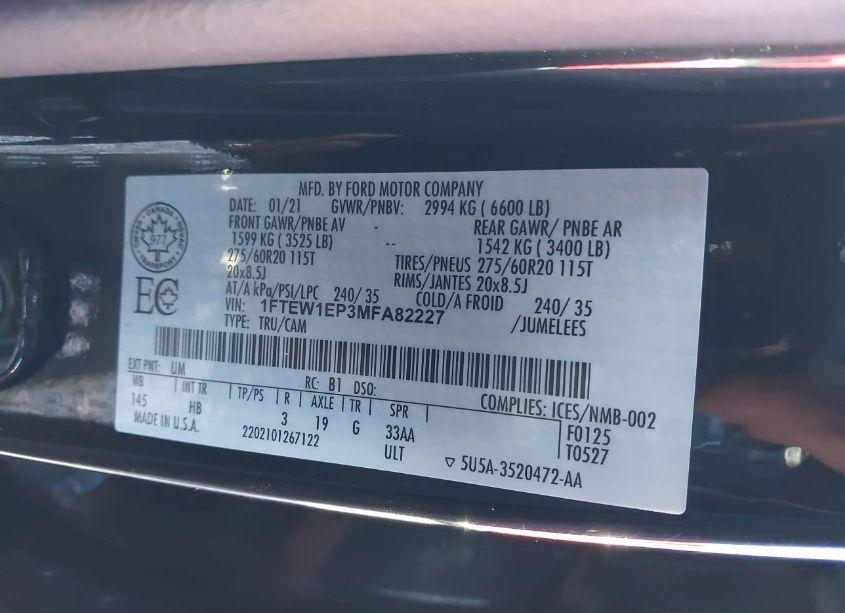 MFD. BY FORD MOTOR COMPANY
DATE: 01/21 GVWR/PNBV: 2994 KG ( 6600 LB)
FRONT GAWR/PNBE AV - REAR GAWR/ PNBE AR
1599 KG ( 3525 LB) -- 1542 KG ( 3400 LB)
275/60R20 115T TIRES/PNEUS 275/60R20 115T
20x8.5J RIMS/JANTES 20x8.5J
AT/A kPa/PSI/LPC 240/ 35 COLD/A FROID 240/ 35
VIN: 1FTEW1EP3MFA82227 /JUMELEES
TYPE: TRU/CAM
CANADA
977
TRANSPORT
EC
EXT PNT: UM RC: B1 DSO:
WB INT TR TP/PS R AXLE TR SPR COMPLIES: ICES/NMB-002
145 HB 3 19 G 33AA F0125
MADE IN U.S.A. 2202101267122 ULT T0527
▽ 5U5A-3520472-AA